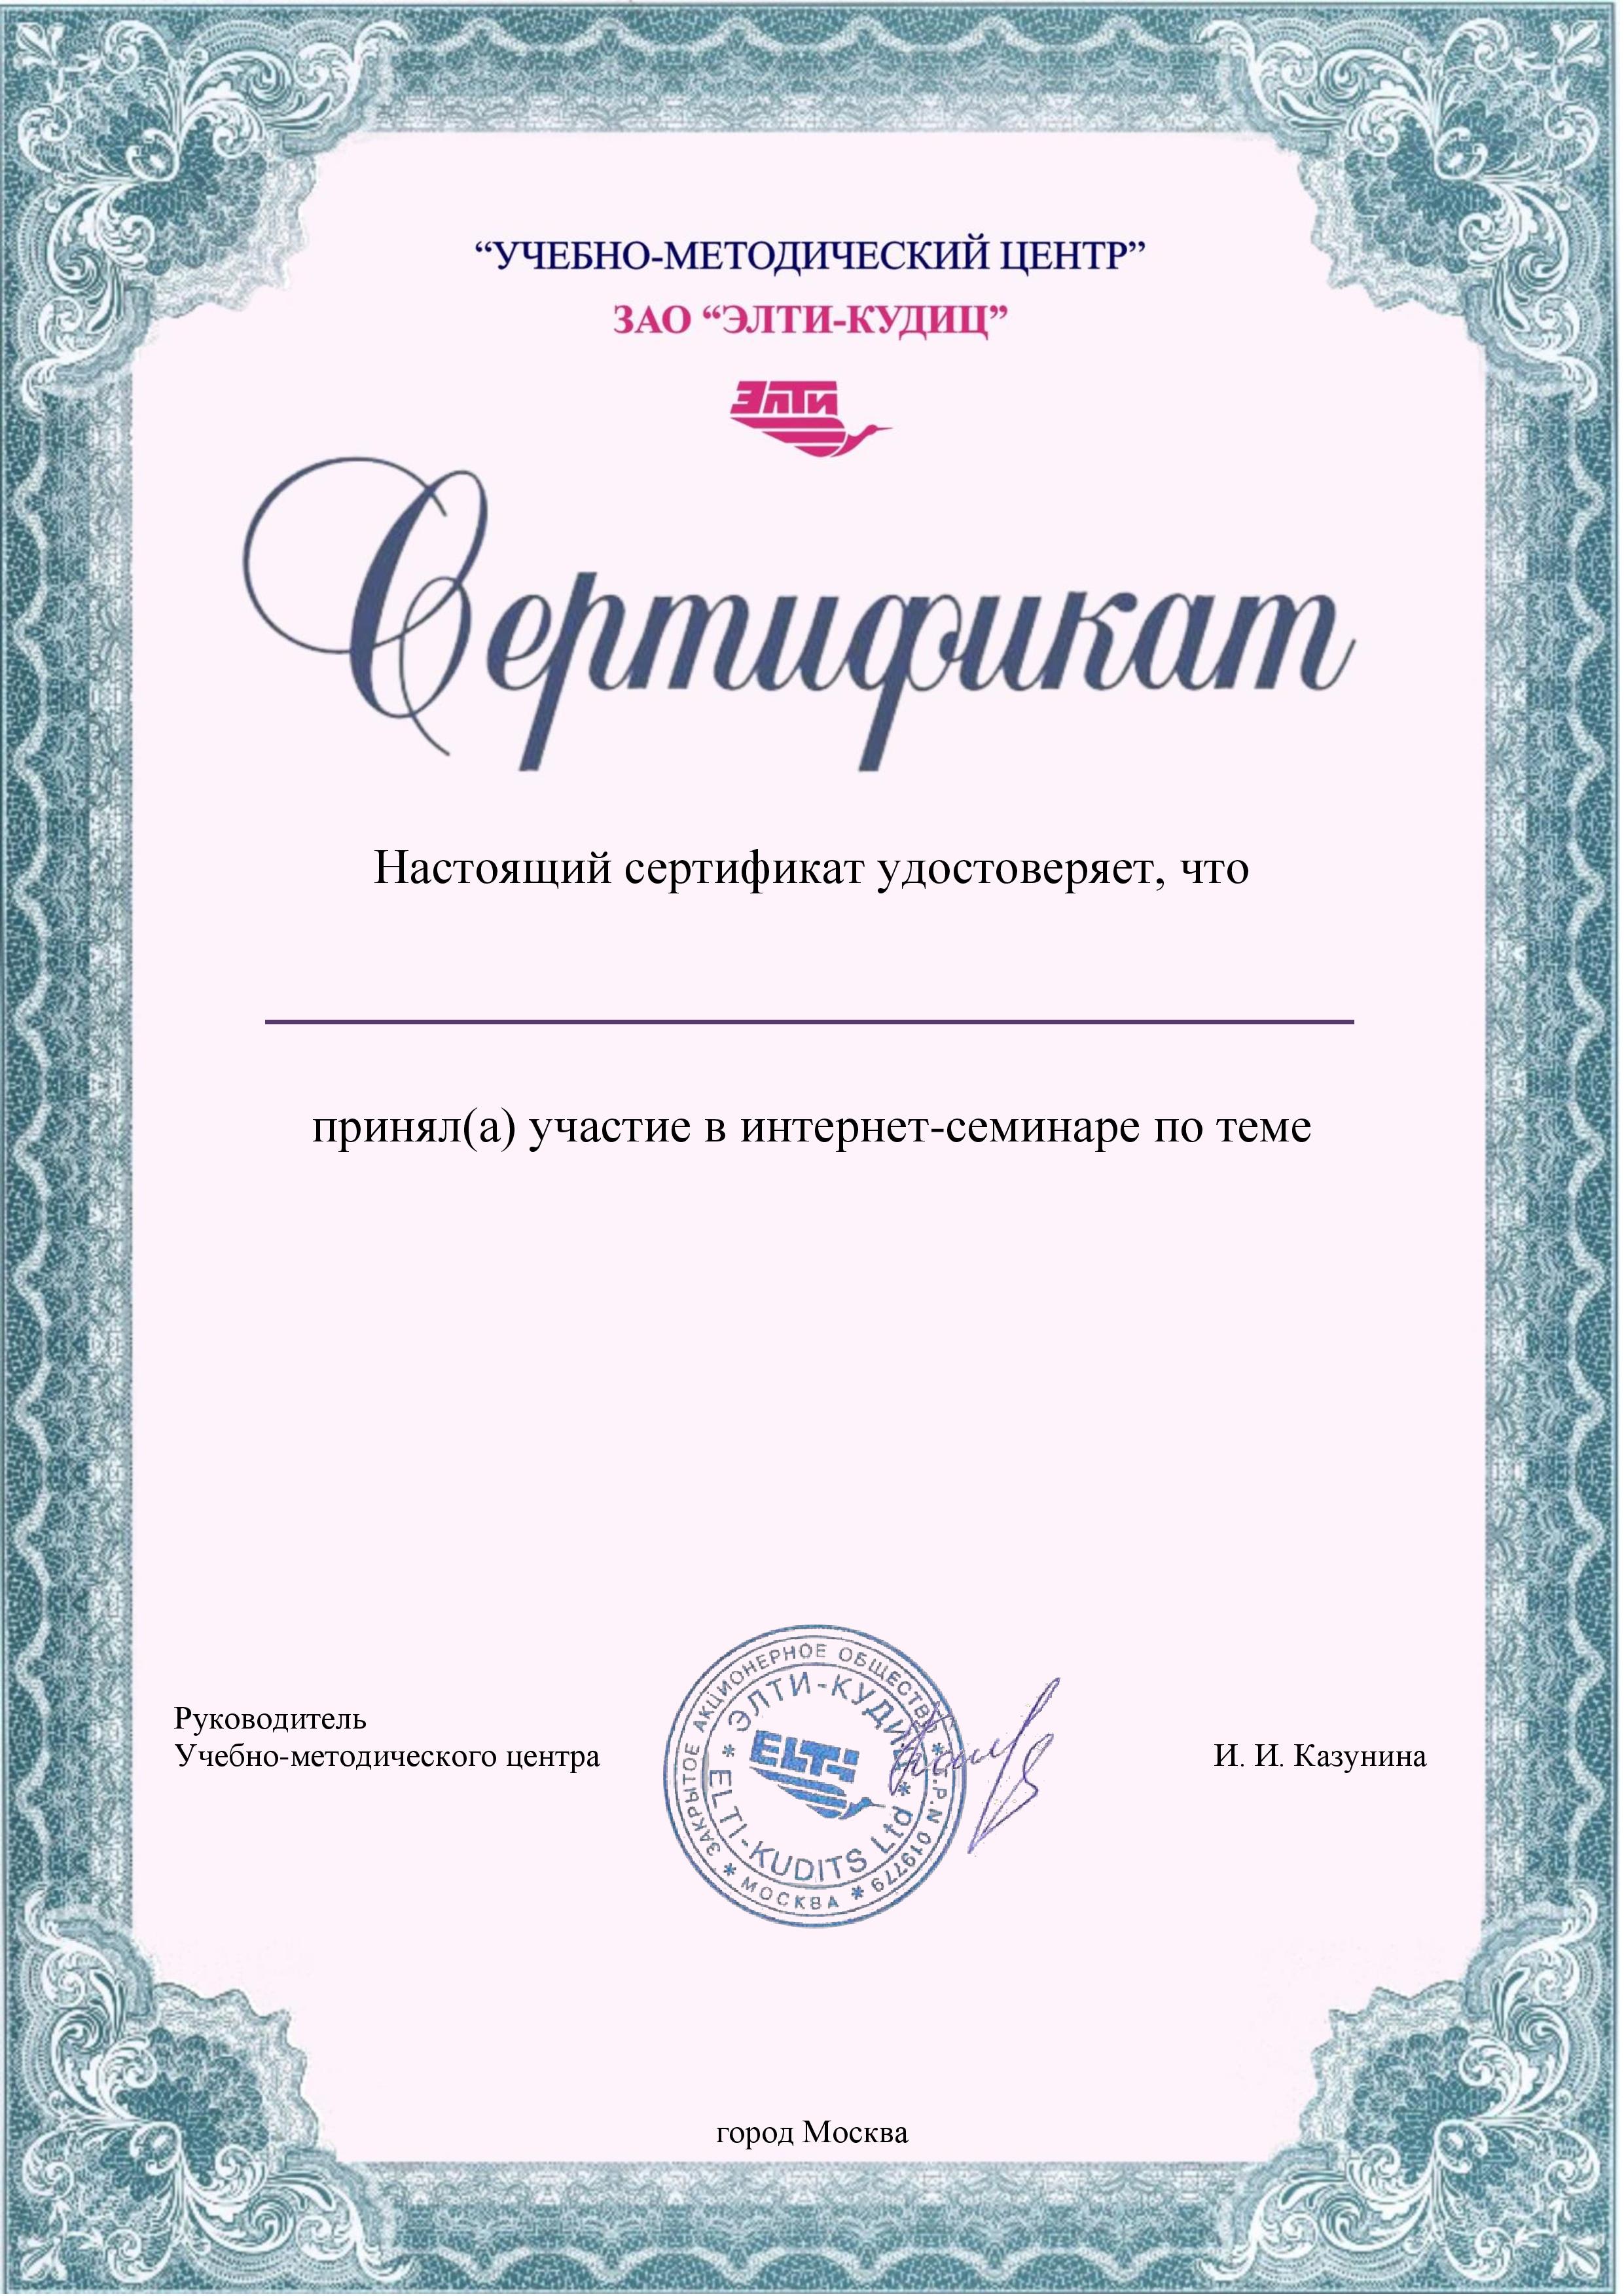 “УЧЕБНО-МЕТОДИЧЕСКИЙ ЦЕНТР”
ЗАО “ЭЛТИ-КУДИЦ”
ЭлТи
Сертификат
Настоящий сертификат удостоверяет, что
принял(а) участие в интернет-семинаре по теме
ЗАКРЫТОЕ АКЦИОНЕРНОЕ ОБЩЕСТВО * Г.Р.N 019779 * МОСКВА *
* ЭЛТИ-КУДИЦ * ELTI-KUDITS Ltd
ELTI
Руководитель
Учебно-методического центра
И. И. Казунина
город Москва